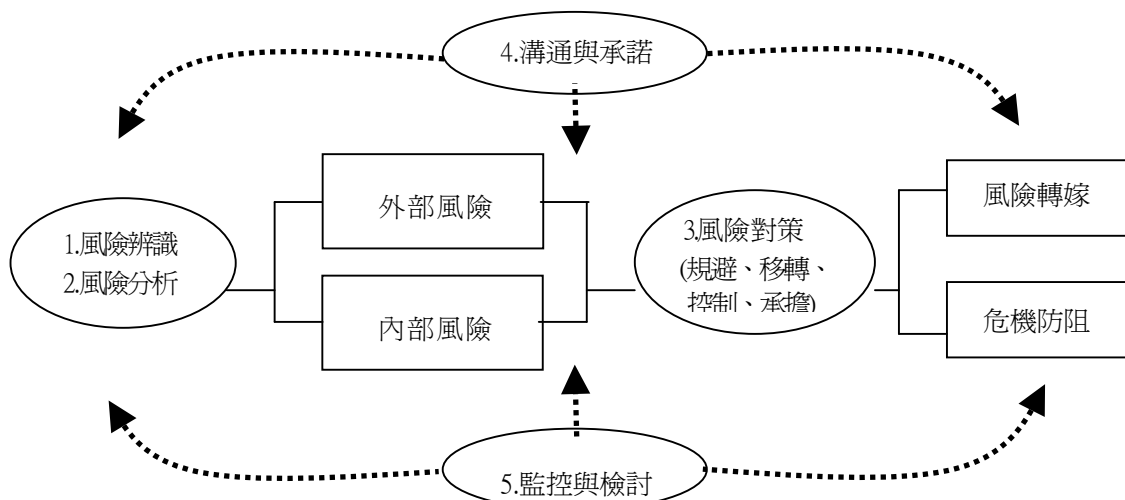 4.溝通與承諾
外部風險
風險轉嫁
1.風險辨識
2.風險分析
3.風險對策
(規避、移轉、
控制、承擔)
內部風險
危機防阻
5.監控與檢討